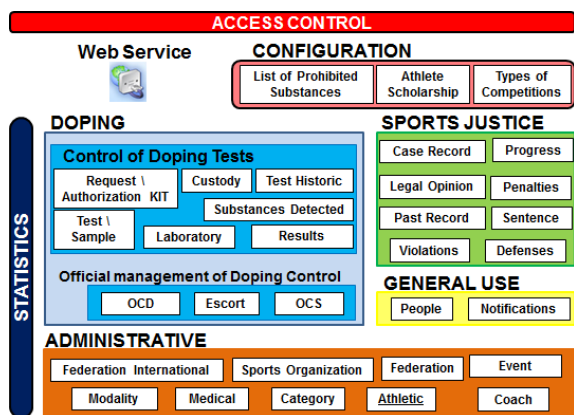 ACCESS CONTROL
Web Service
CONFIGURATION
List of Prohibited
Substances
Athlete
Scholarship
Types of
Competitions
STATISTICS
DOPING
Control of Doping Tests
Request \
Authorization KIT
Custody
Test Historic
Substances Detected
Test \
Sample
Laboratory
Results
Official management of Doping Control
OCD
Escort
OCS
SPORTS JUSTICE
Case Record
Progress
Legal Opinion
Penalties
Past Record
Sentence
Violations
Defenses
GENERAL USE
People
Notifications
ADMINISTRATIVE
Federation International
Sports Organization
Federation
Event
Modality
Medical
Category
Athletic
Coach